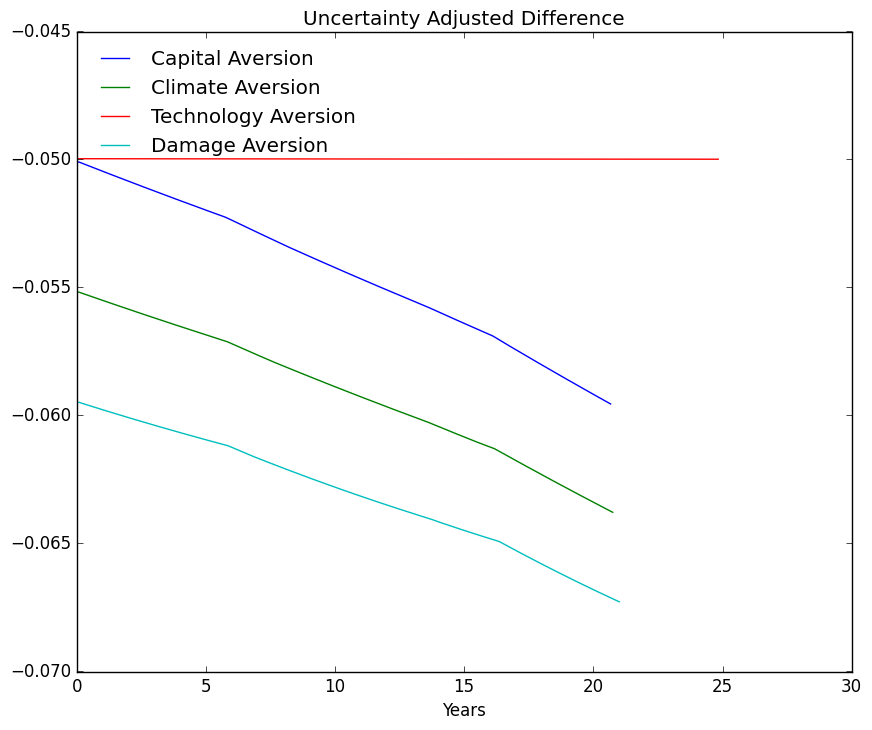 Uncertainty Adjusted Difference
−0.045
Capital Aversion
Climate Aversion
Technology Aversion
Damage Aversion
−0.050
−0.055
−0.060
−0.065
−0.070
0 5 10 15 20 25 30
Years